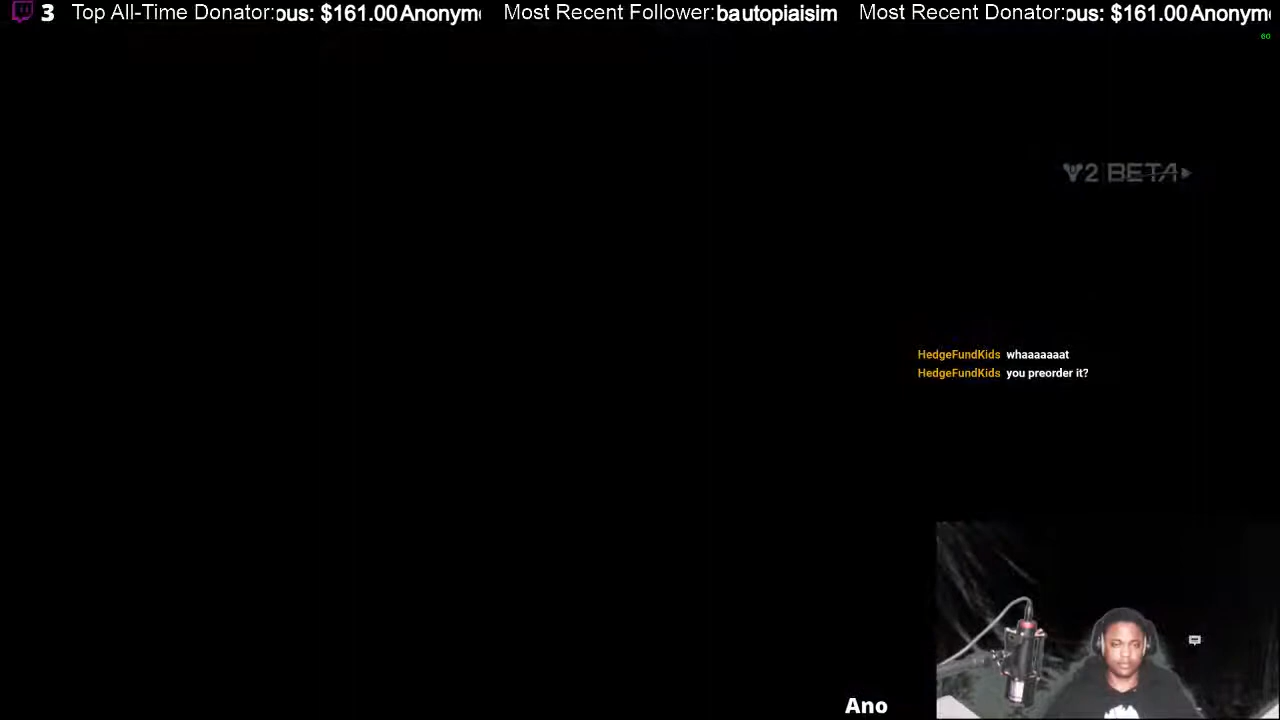 3 Top All-Time Donator: ous: $161.00 Anonym Most Recent Follower: bautopiaisim Most Recent Donator: ous: $161.00 Anonym
60
2 BETA
HedgeFundKids whaaaaaaat
HedgeFundKids you preorder it?
Ano